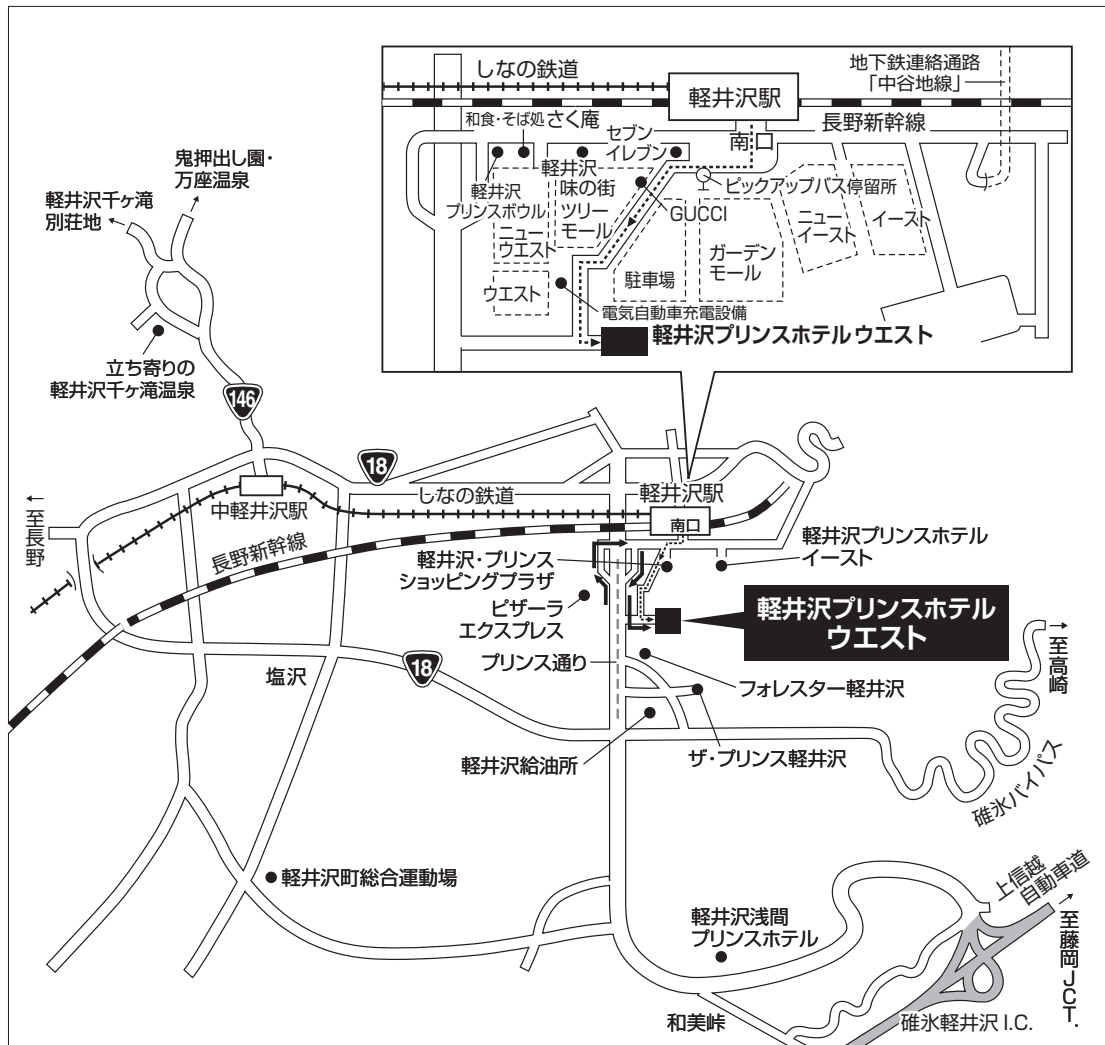 しなの鉄道
軽井沢駅
地下鉄連絡通路
「中谷地線」
長野新幹線
南口
和食・そば処 さく庵
セブン
イレブン
軽井沢
プリンスボウル
軽井沢
味の街
ピックアップバス停留所
GUCCI
ニュー
ウエスト
ツリー
モール
ニュー
イースト
イースト
ガーデン
モール
駐車場
ウエスト
電気自動車充電設備
軽井沢プリンスホテル ウエスト
鬼押出し園・
万座温泉
軽井沢千ヶ滝
別荘地
立ち寄りの
軽井沢千ヶ滝温泉
146
18
しなの鉄道
軽井沢駅
南口
中軽井沢駅
至長野
長野新幹線
軽井沢・プリンス
ショッピングプラザ
軽井沢プリンスホテル
イースト
ピザーラ
エクスプレス
軽井沢プリンスホテル
ウエスト
プリンス通り
塩沢
18
フォレスター軽井沢
至高崎
軽井沢給油所
ザ・プリンス軽井沢
碓氷バイパス
軽井沢町総合運動場
軽井沢浅間
プリンスホテル
上信越
自動車道
至藤岡JCT.
和美峠
碓氷軽井沢 I.C.